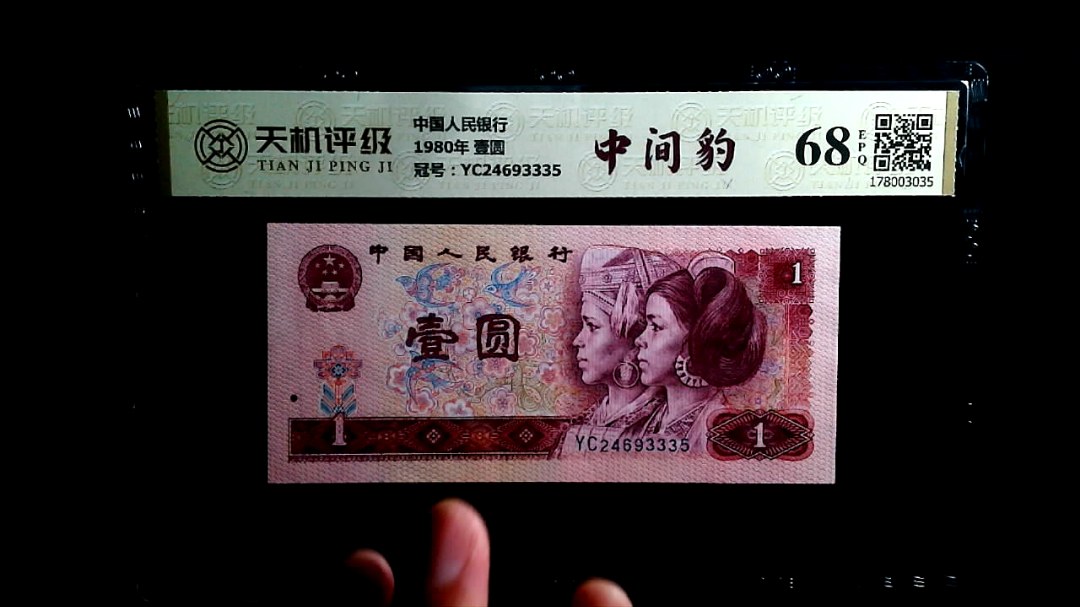 天机评级
TIAN JI PING JI
中国人民银行
1980年 壹圆
冠号：YC24693335
中间豹
68
EPQ
178003035
中国人民银行
1
壹圆
YC24693335
1
1